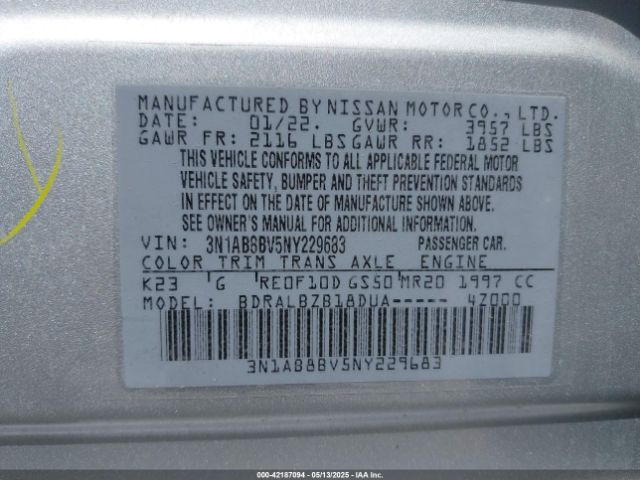 MANUFACTURED BY NISSAN MOTOR CO., LTD.
DATE: 01/22. GVWR: 3957 LBS
GAWR FR: 2116 LBS GAWR RR: 1852 LBS
THIS VEHICLE CONFORMS TO ALL APPLICABLE FEDERAL MOTOR
VEHICLE SAFETY, BUMPER AND THEFT PREVENTION STANDARDS
IN EFFECT ON THE DATE OF MANUFACTURE SHOWN ABOVE.
SEE OWNER'S MANUAL FOR ADDITIONAL INFORMATION.
VIN: 3N1AB8BV5NY229683 PASSENGER CAR.
COLOR TRIM TRANS AXLE ENGINE
K23 G RE0F10D GS50 MR20 1997 CC
MODEL: BDRALBZB18DUA----- 4Z000
3N1AB8BV5NY229683
000-42187094 - 05/13/2025 - IAA Inc.